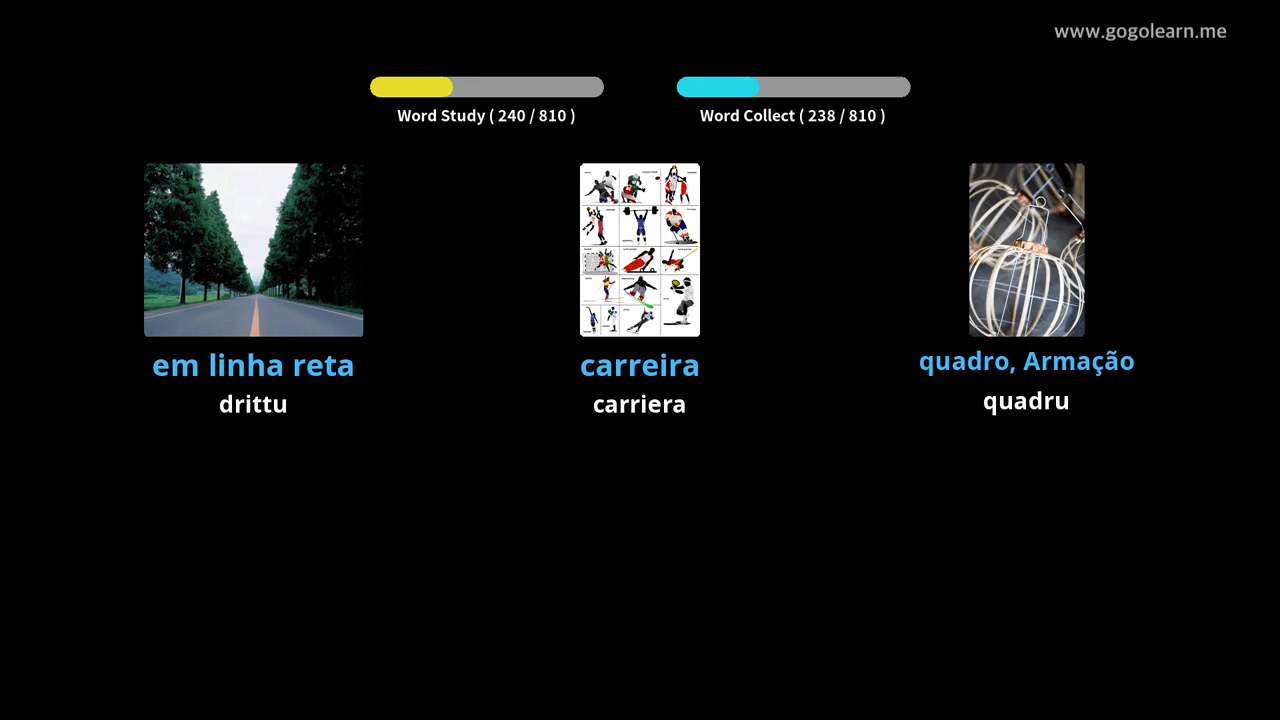 www.gogolearn.me
Word Study ( 240 / 810 )
Word Collect ( 238 / 810 )
em linha reta
drittu
carreira
carriera
quadro, Armação
quadru